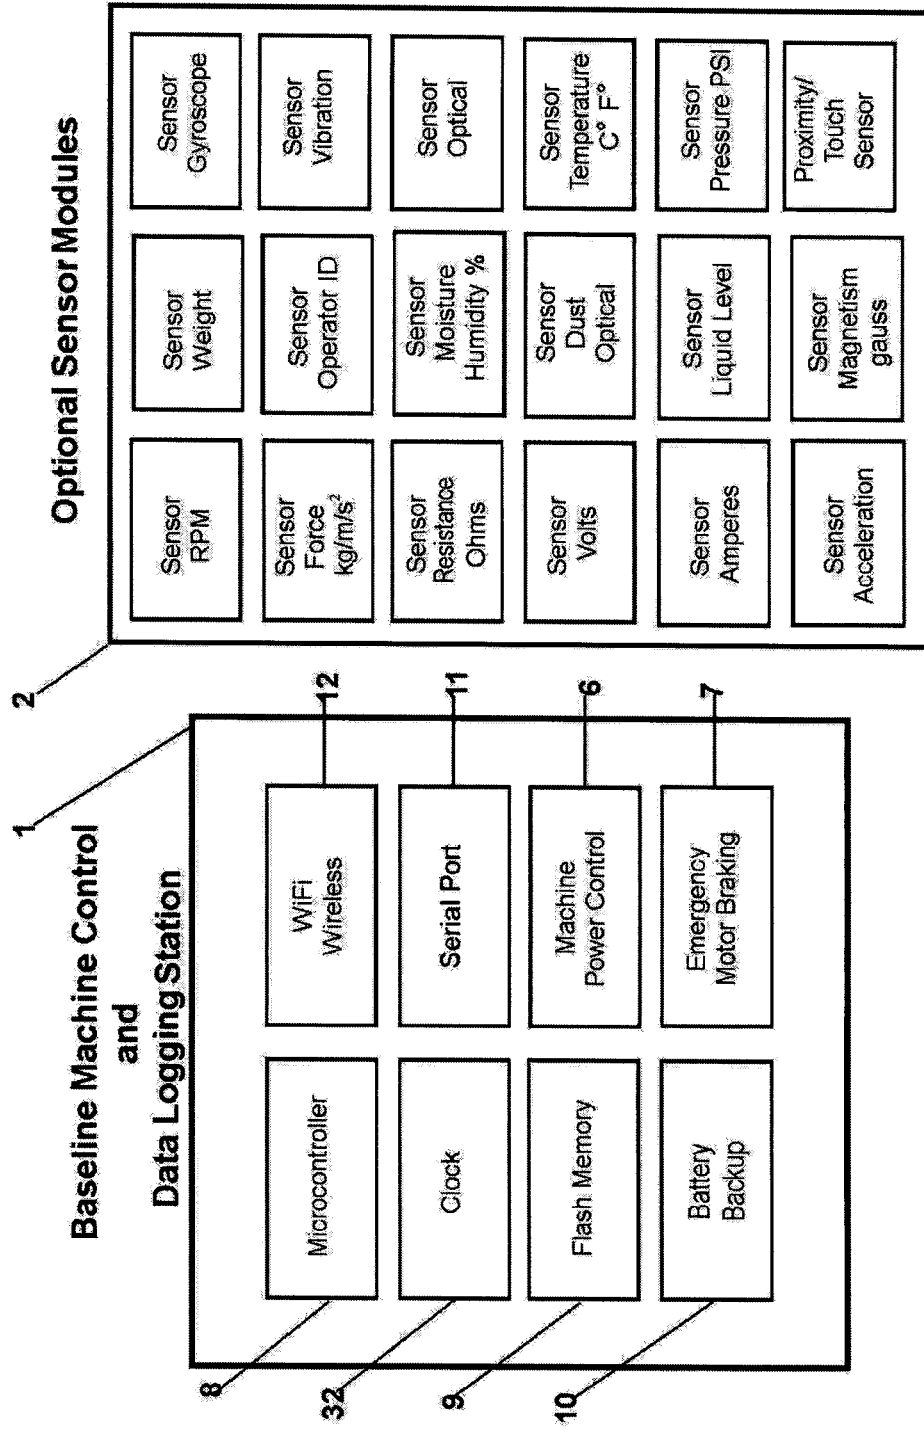 Baseline Machine Control
and
Data Logging Station
1
8
Microcontroller
WiFi
Wireless
12
32
Clock
Serial Port
11
9
Flash Memory
Machine
Power Control
6
10
Battery
Backup
Emergency
Motor Braking
7
Optional Sensor Modules
2
Sensor
RPM
Sensor
Weight
Sensor
Gyroscope
Sensor
Force
kg/m/s²
Sensor
Operator ID
Sensor
Vibration
Sensor
Resistance
Ohms
Sensor
Moisture
Humidity %
Sensor
Optical
Sensor
Volts
Sensor
Dust
Optical
Sensor
Temperature
C° F°
Sensor
Amperes
Sensor
Liquid Level
Sensor
Pressure PSI
Sensor
Acceleration
Sensor
Magnetism
gauss
Proximity/
Touch
Sensor